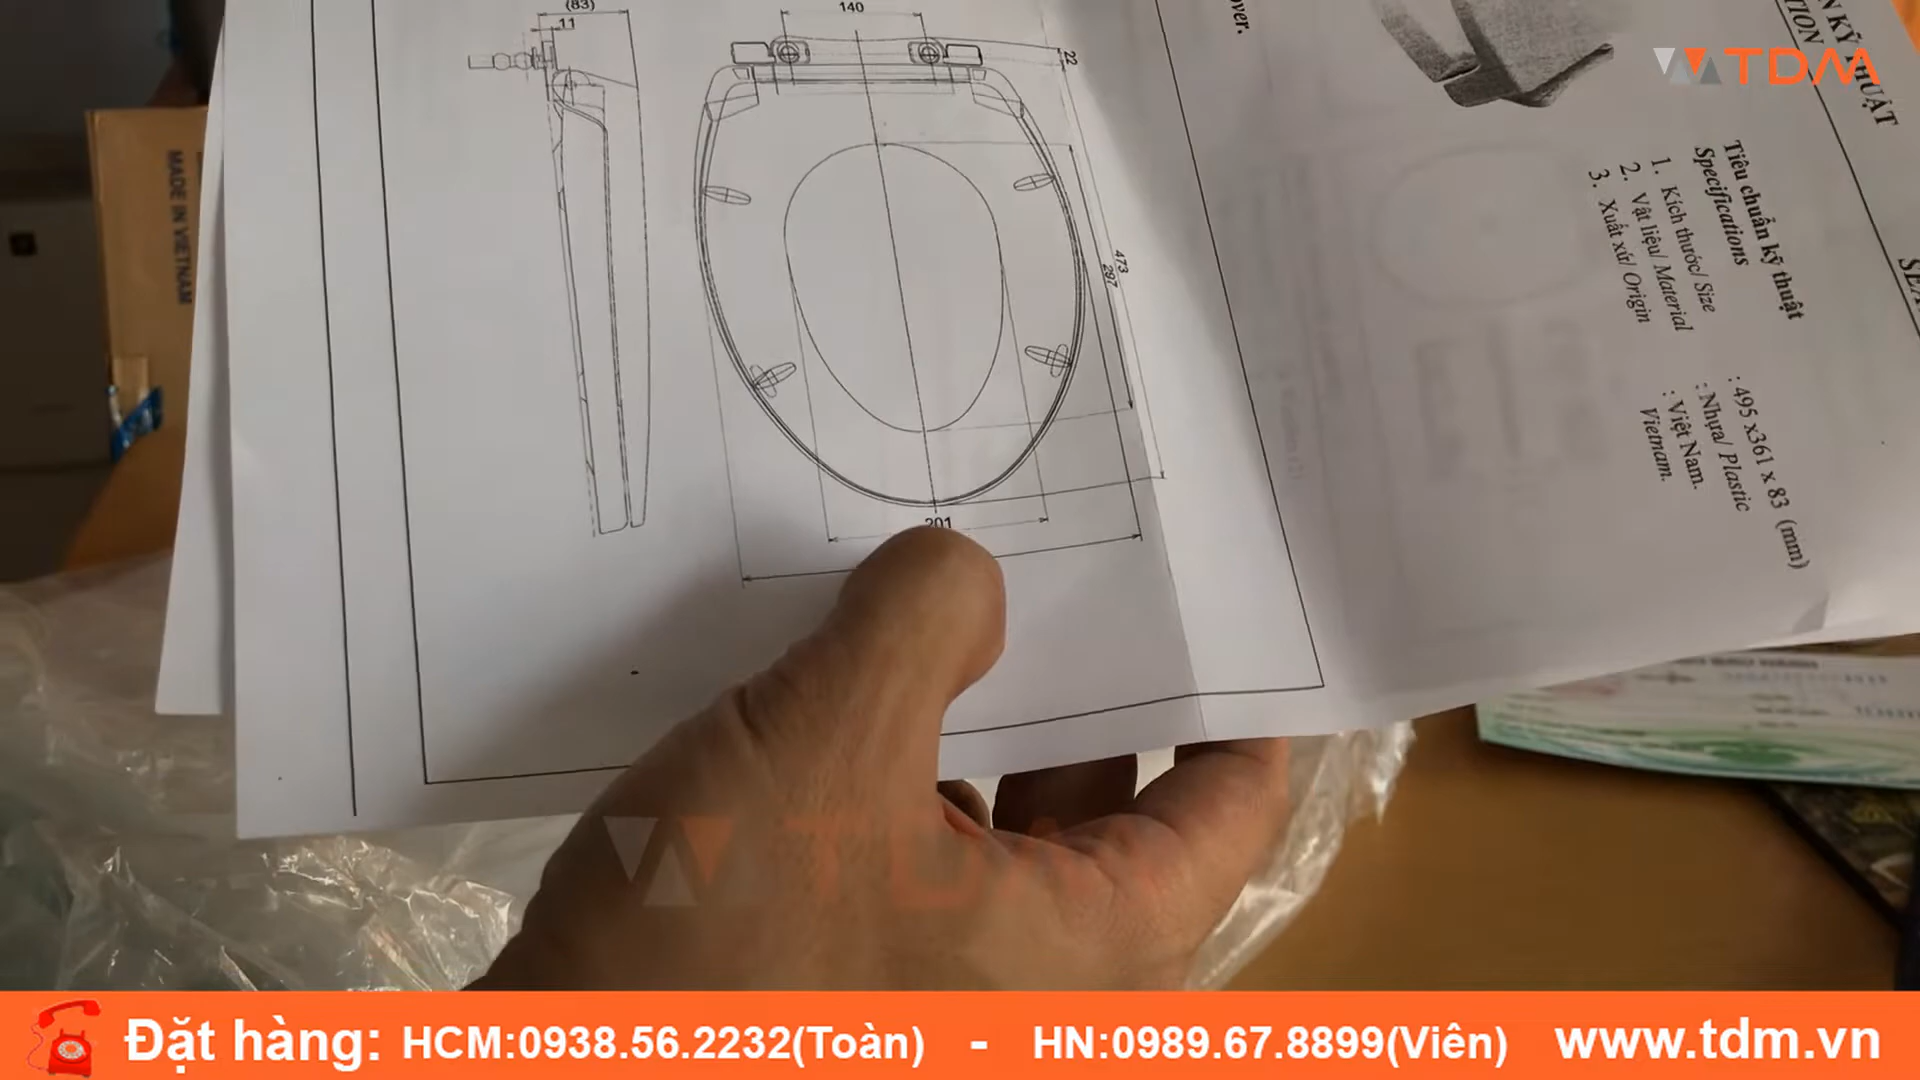 (83)
11
140
22
473
297
201
over.
TDM
MADE IN VIETNAM
Tiêu chuẩn kỹ thuật
Specifications
1. Kích thước/ Size : 495 x361 x 83 (mm)
2. Vật liệu/ Material : Nhựa/ Plastic
3. Xuất xứ/ Origin : Việt Nam.
Vietnam.
Đặt hàng: HCM:0938.56.2232(Toàn) - HN:0989.67.8899(Viên) www.tdm.vn